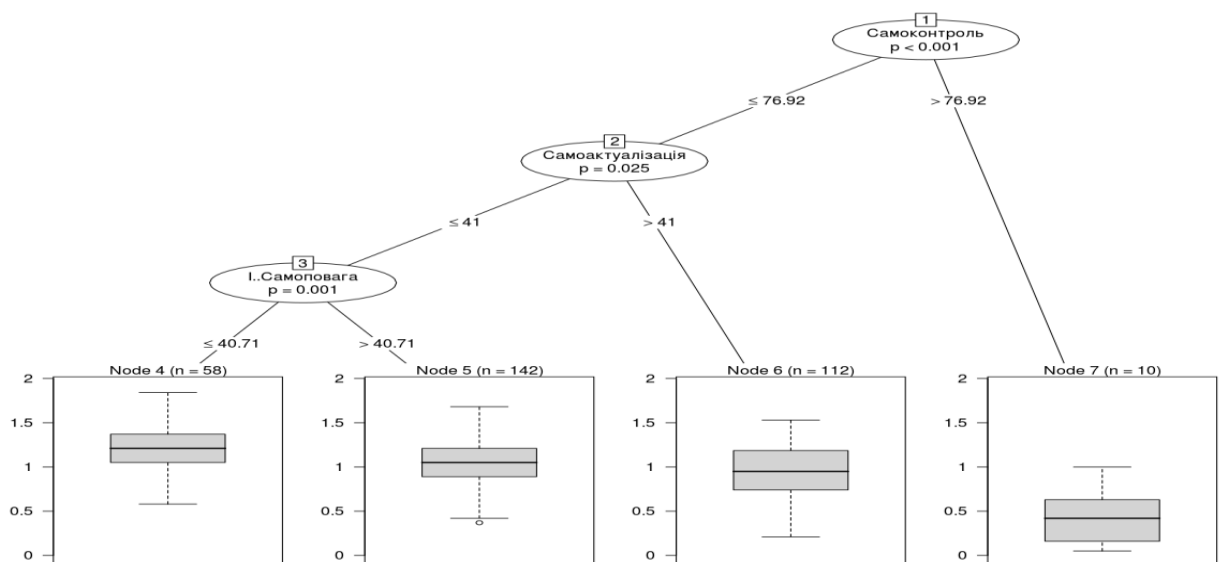 1
Самоконтроль
p < 0.001
≤ 76.92
> 76.92
2
Самоактуалізація
p = 0.025
≤ 41
> 41
3
І..Самоповага
p = 0.001
≤ 40.71
> 40.71
Node 4 (n = 58)
2
1.5
1
0.5
0
Node 5 (n = 142)
2
1.5
1
0.5
0
Node 6 (n = 112)
2
1.5
1
0.5
0
Node 7 (n = 10)
2
1.5
1
0.5
0